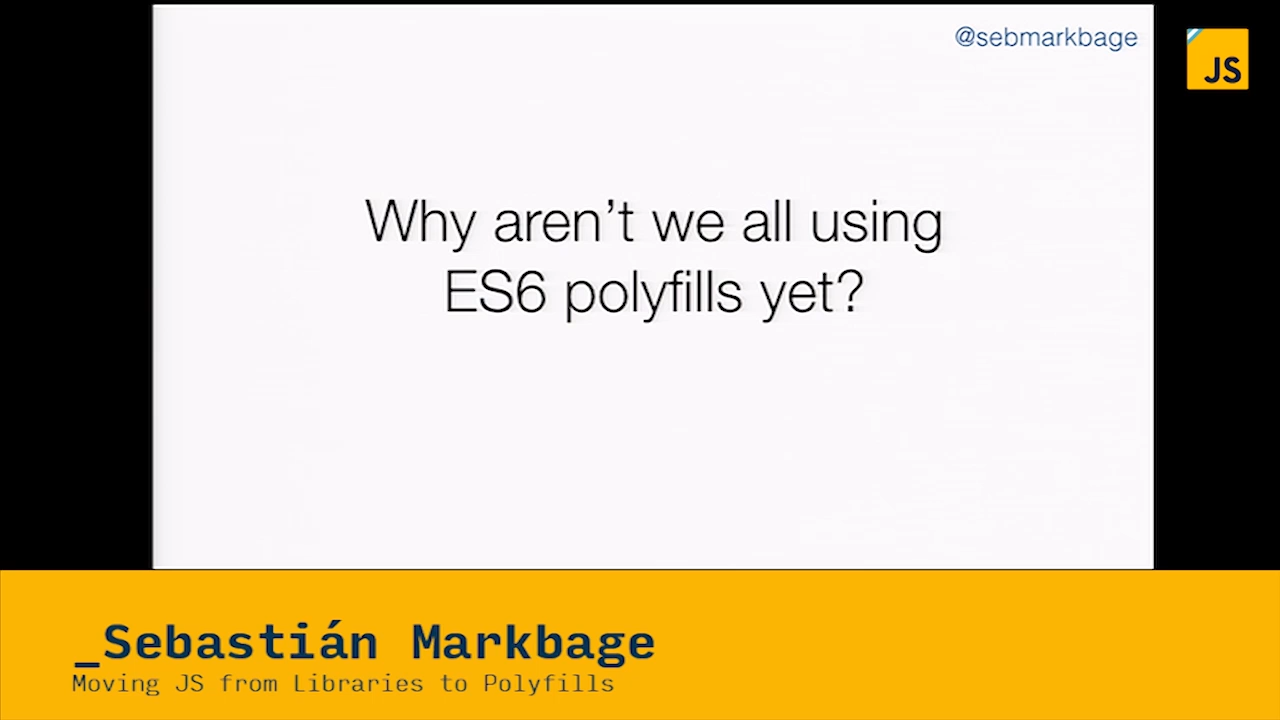 @sebmarkbage
JS
Why aren’t we all using
ES6 polyfills yet?
_Sebastián Markbage
Moving JS from Libraries to Polyfills